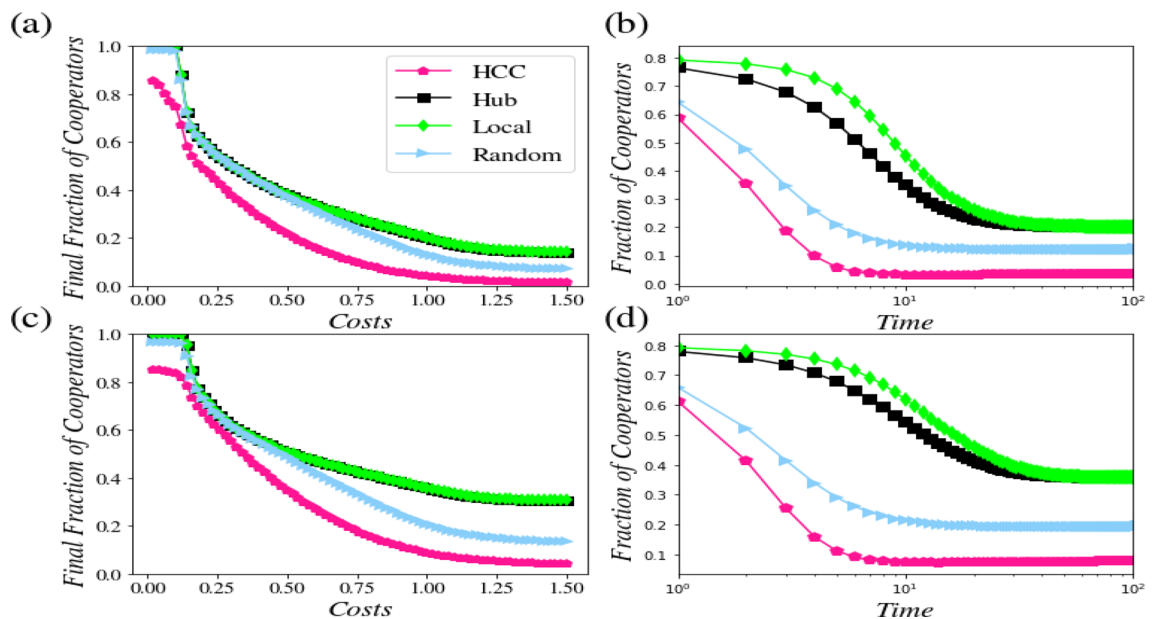 (a)
(b)
Final Fraction of Cooperators
1.0
0.8
0.6
0.4
0.2
0.0
HCC
Hub
Local
Random
0.00 0.25 0.50 0.75 1.00 1.25 1.50
Costs
Fraction of Cooperators
0.8
0.7
0.6
0.5
0.4
0.3
0.2
0.1
0.0
10⁰ 10¹ 10²
Time
(c)
(d)
Final Fraction of Cooperators
1.0
0.8
0.6
0.4
0.2
0.0
0.00 0.25 0.50 0.75 1.00 1.25 1.50
Costs
Fraction of Cooperators
0.8
0.7
0.6
0.5
0.4
0.3
0.2
0.1
10⁰ 10¹ 10²
Time